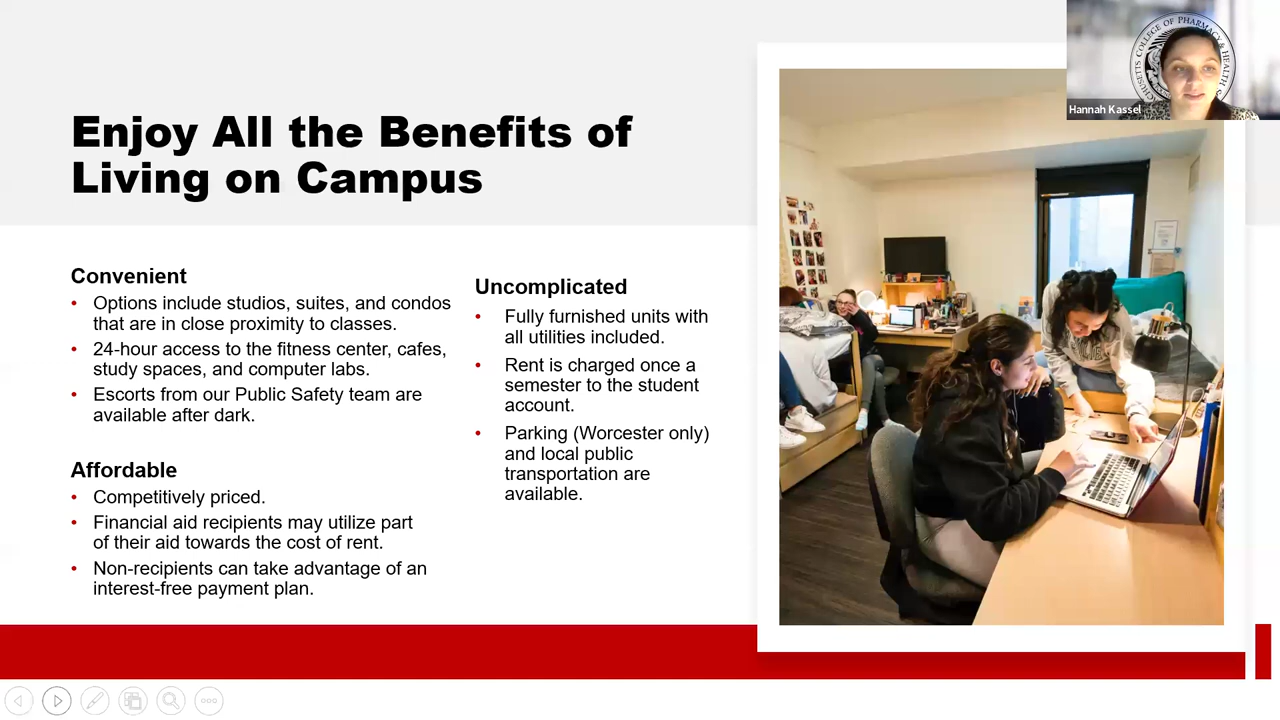 Enjoy All the Benefits of
Living on Campus
Convenient
• Options include studios, suites, and condos
that are in close proximity to classes.
• 24-hour access to the fitness center, cafes,
study spaces, and computer labs.
• Escorts from our Public Safety team are
available after dark.
Affordable
• Competitively priced.
• Financial aid recipients may utilize part
of their aid towards the cost of rent.
• Non-recipients can take advantage of an
interest-free payment plan.
Uncomplicated
• Fully furnished units with
all utilities included.
• Rent is charged once a
semester to the student
account.
• Parking (Worcester only)
and local public
transportation are
available.
COLLEGE OF PHARMACY & HEALTH
Hannah Kassel